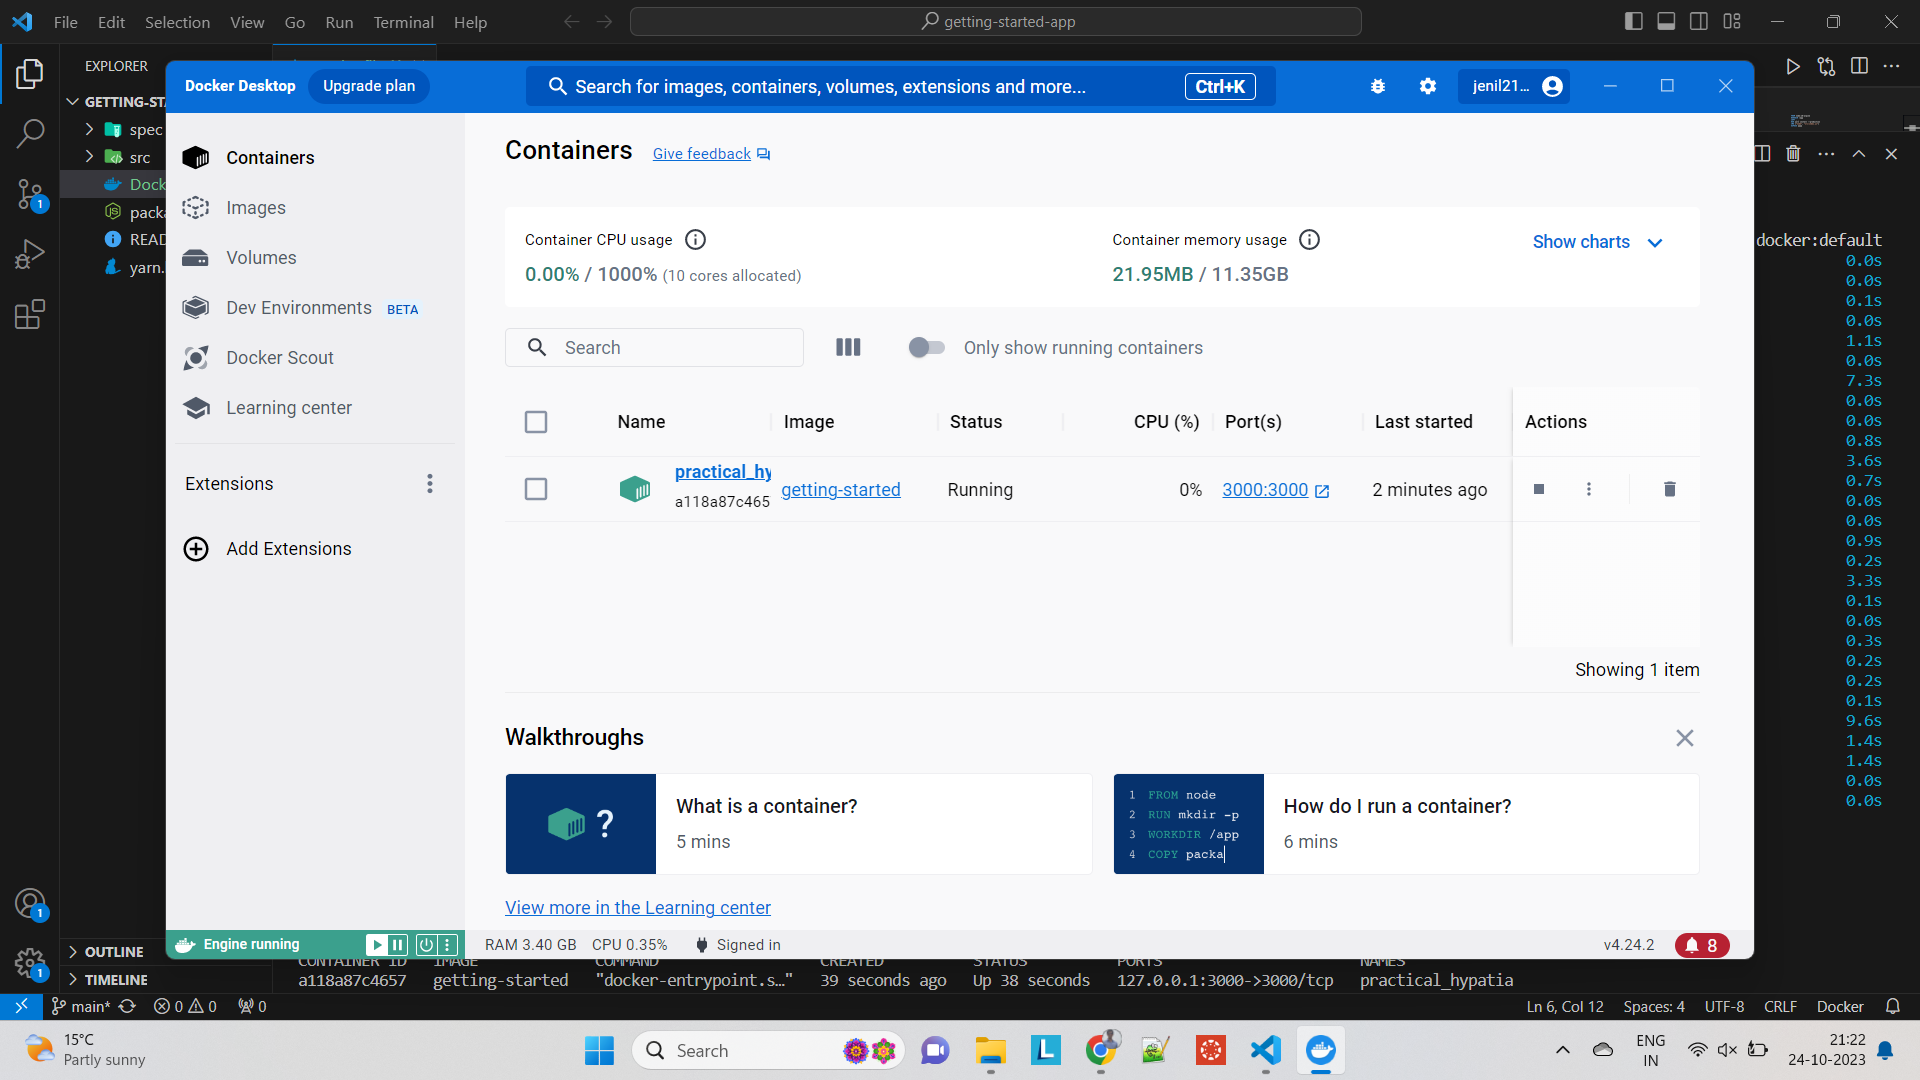 File Edit Selection View Go Run Terminal Help
getting-started-app
EXPLORER
GETTING-STA
spec
src
Dock
packa
READ
yarn.
Docker Desktop
Upgrade plan
Search for images, containers, volumes, extensions and more...
Ctrl+K
jenil21...
Containers
Images
Volumes
Dev Environments BETA
Docker Scout
Learning center
Extensions
Add Extensions
Containers
Give feedback
Container CPU usage
0.00% / 1000% (10 cores allocated)
Container memory usage
21.95MB / 11.35GB
Show charts
Search
Only show running containers
Name Image Status CPU (%) Port(s) Last started Actions
practical_hy
a118a87c465
getting-started Running 0% 3000:3000 2 minutes ago
Showing 1 item
Walkthroughs
What is a container?
5 mins
1 FROM node
2 RUN mkdir -p
3 WORKDIR /app
4 COPY packa
How do I run a container?
6 mins
View more in the Learning center
Engine running
RAM 3.40 GB CPU 0.35% Signed in
v4.24.2
8
docker:default
0.0s
0.0s
0.1s
0.0s
1.1s
0.0s
7.3s
0.0s
0.0s
0.8s
3.6s
0.7s
0.0s
0.0s
0.9s
0.2s
3.3s
0.1s
0.0s
0.3s
0.2s
0.2s
0.1s
9.6s
1.4s
1.4s
0.0s
0.0s
1
1
1
OUTLINE
TIMELINE
CONTAINER ID IMAGE COMMAND CREATED STATUS PORTS NAMES
a118a87c4657 getting-started "docker-entrypoint.s…" 39 seconds ago Up 38 seconds 127.0.0.1:3000->3000/tcp practical_hypatia
main* 0 0 0
Ln 6, Col 12 Spaces: 4 UTF-8 CRLF Docker
15°C
Partly sunny
Search
ENG
IN
21:22
24-10-2023